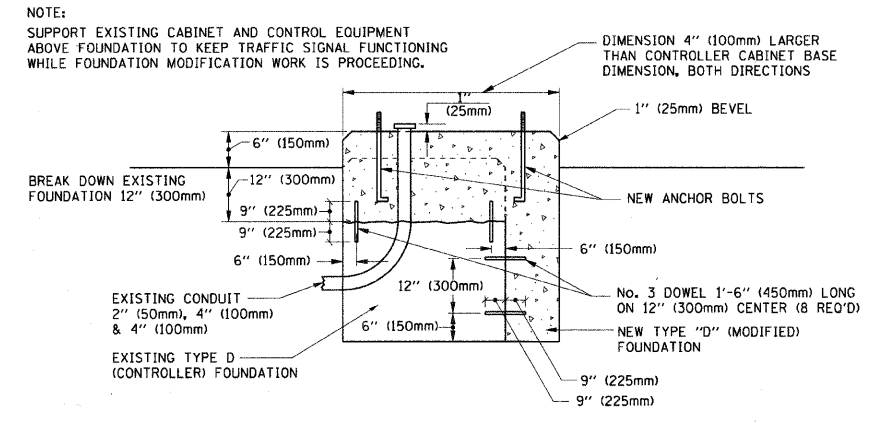 NOTE:
SUPPORT EXISTING CABINET AND CONTROL EQUIPMENT
ABOVE FOUNDATION TO KEEP TRAFFIC SIGNAL FUNCTIONING
WHILE FOUNDATION MODIFICATION WORK IS PROCEEDING.
DIMENSION 4" (100mm) LARGER
THAN CONTROLLER CABINET BASE
DIMENSION, BOTH DIRECTIONS
1"
(25mm)
1" (25mm) BEVEL
6" (150mm)
BREAK DOWN EXISTING
FOUNDATION 12" (300mm)
12" (300mm)
NEW ANCHOR BOLTS
9" (225mm)
9" (225mm)
6" (150mm)
6" (150mm)
12" (300mm)
EXISTING CONDUIT
2" (50mm), 4" (100mm)
& 4" (100mm)
No. 3 DOWEL 1'-6" (450mm) LONG
ON 12" (300mm) CENTER (8 REQ'D)
6" (150mm)
NEW TYPE "D" (MODIFIED)
FOUNDATION
EXISTING TYPE D
(CONTROLLER) FOUNDATION
9" (225mm)
9" (225mm)